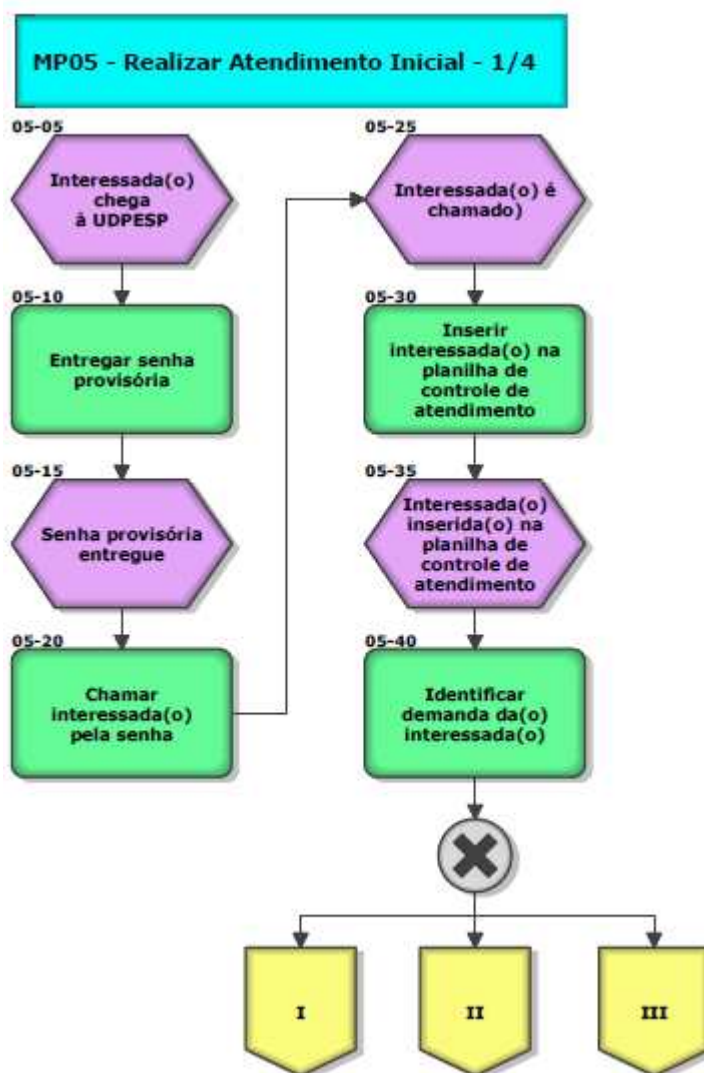 MP05 - Realizar Atendimento Inicial - 1/4
05-05
Interessada(o)
chega
à UDPESP
05-10
Entregar senha
provisória
05-15
Senha provisória
entregue
05-20
Chamar
interessada(o)
pela senha
05-25
Interessada(o) é
chamado)
05-30
Inserir
interessada(o) na
planilha de
controle de
atendimento
05-35
Interessada(o)
inserida(o) na
planilha de
controle de
atendimento
05-40
Identificar
demanda da(o)
interessada(o)
I
II
III